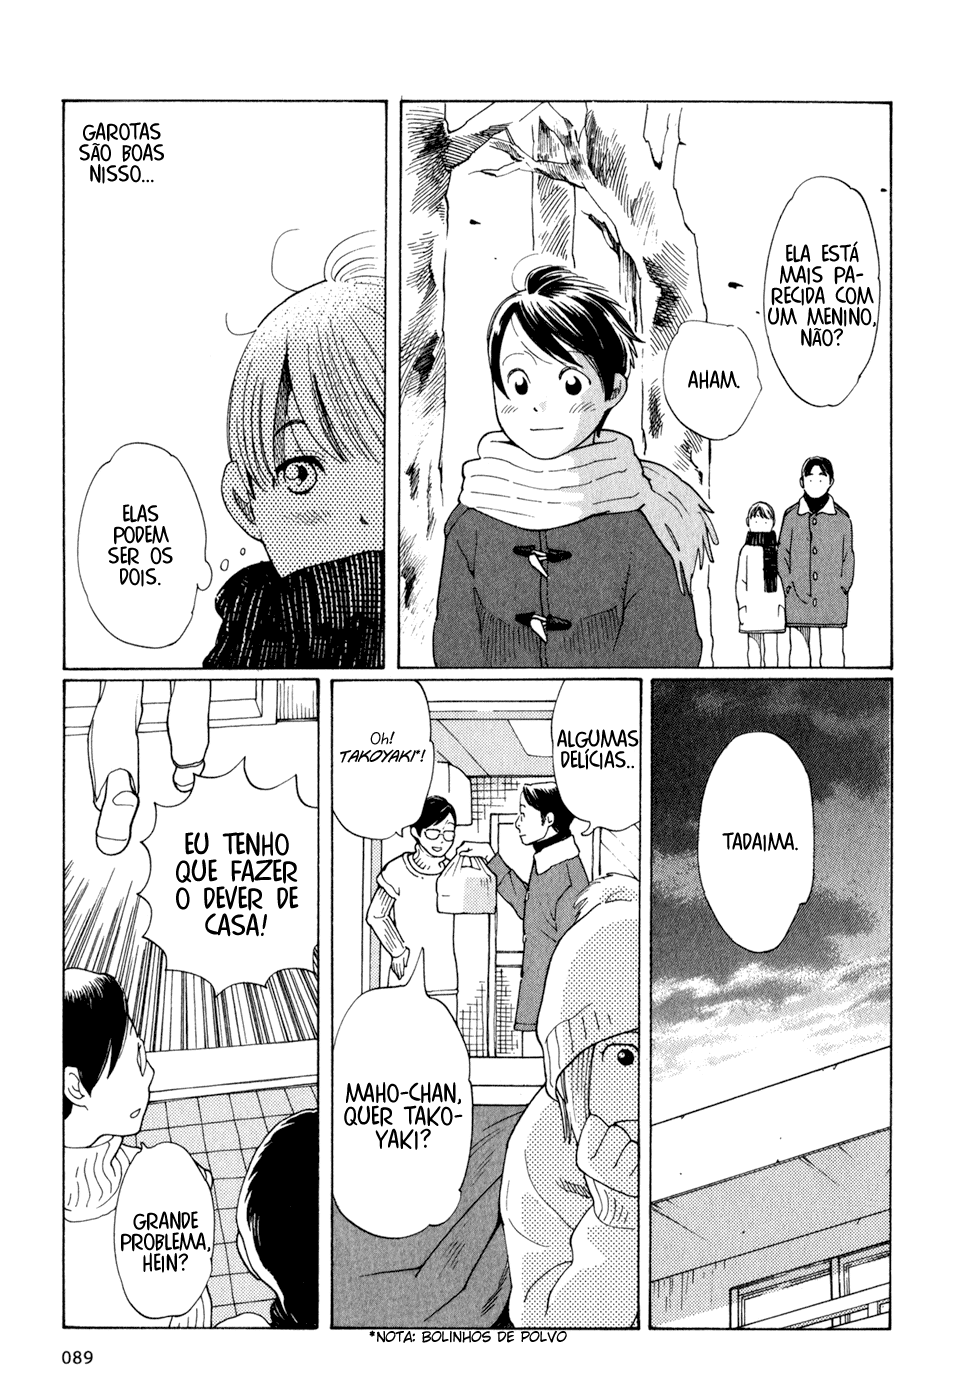 ELA ESTÁ
MAIS PA-
RECIDA COM
UM MENINO,
NÃO?
AHAM.
GAROTAS
SÃO BOAS
NISSO...
ELAS
PODEM
SER OS
DOIS.
TADAIMA.
ALGUMAS
DELÍCIAS..
Oh!
TAKOYAKI*!
MAHO-CHAN,
QUER TAKO-
YAKI?
*NOTA: BOLINHOS DE POLVO
EU TENHO
QUE FAZER
O DEVER DE
CASA!
GRANDE
PROBLEMA,
HEIN?
089